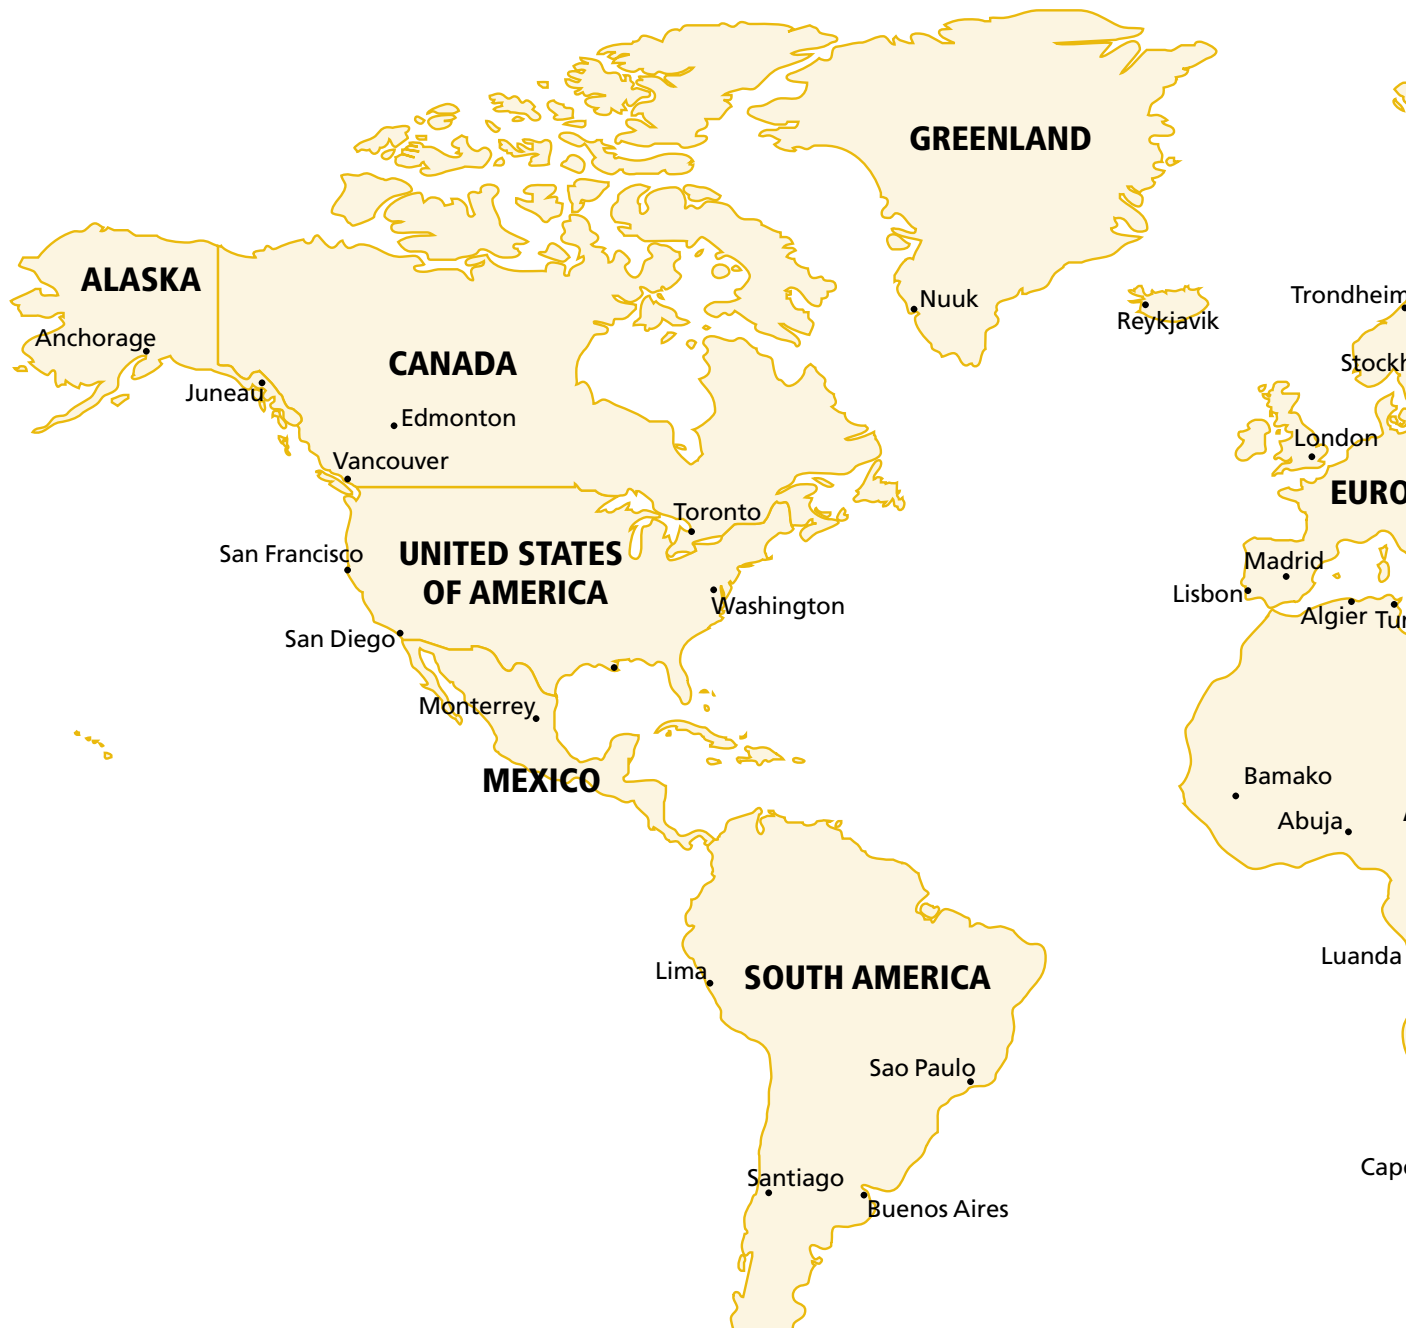 GREENLAND
ALASKA
Nuuk
Trondheim
Reykjavik
Anchorage
CANADA
Stockh
Juneau
Edmonton
London
Vancouver
EURO
Toronto
San Francisco
UNITED STATES
OF AMERICA
Madrid
Lisbon
Washington
Algier
Tun
San Diego
Monterrey
MEXICO
Bamako
Abuja
Luanda
Lima
SOUTH AMERICA
Sao Paulo
Cape
Santiago
Buenos Aires